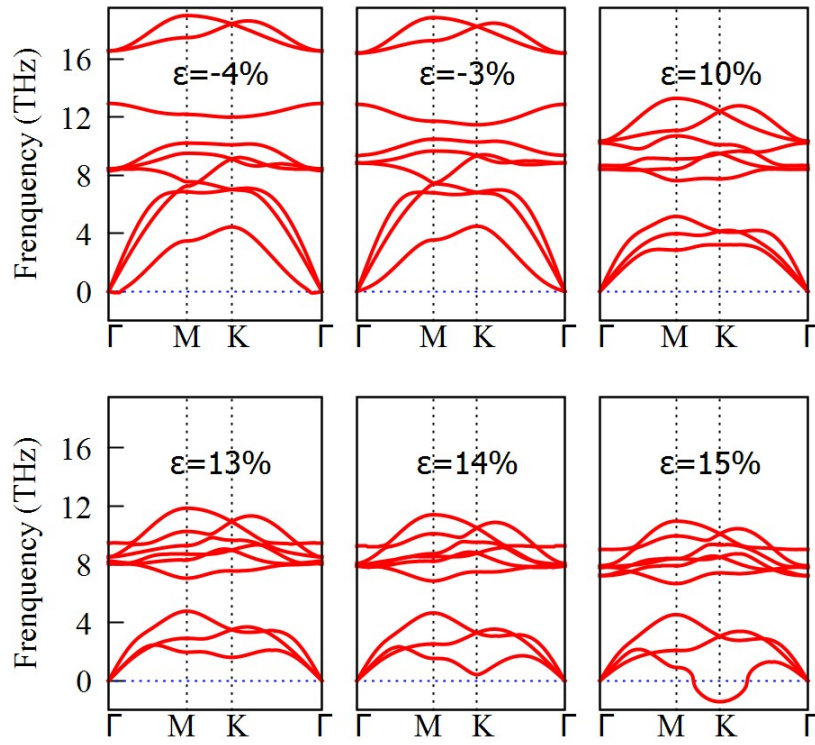 Frenquency (THz)
16
12
8
4
0
ε=-4%
ε=-3%
ε=10%
Γ M K Γ
Γ M K Γ
Γ M K Γ
Frenquency (THz)
16
12
8
4
0
ε=13%
ε=14%
ε=15%
Γ M K Γ
Γ M K Γ
Γ M K Γ